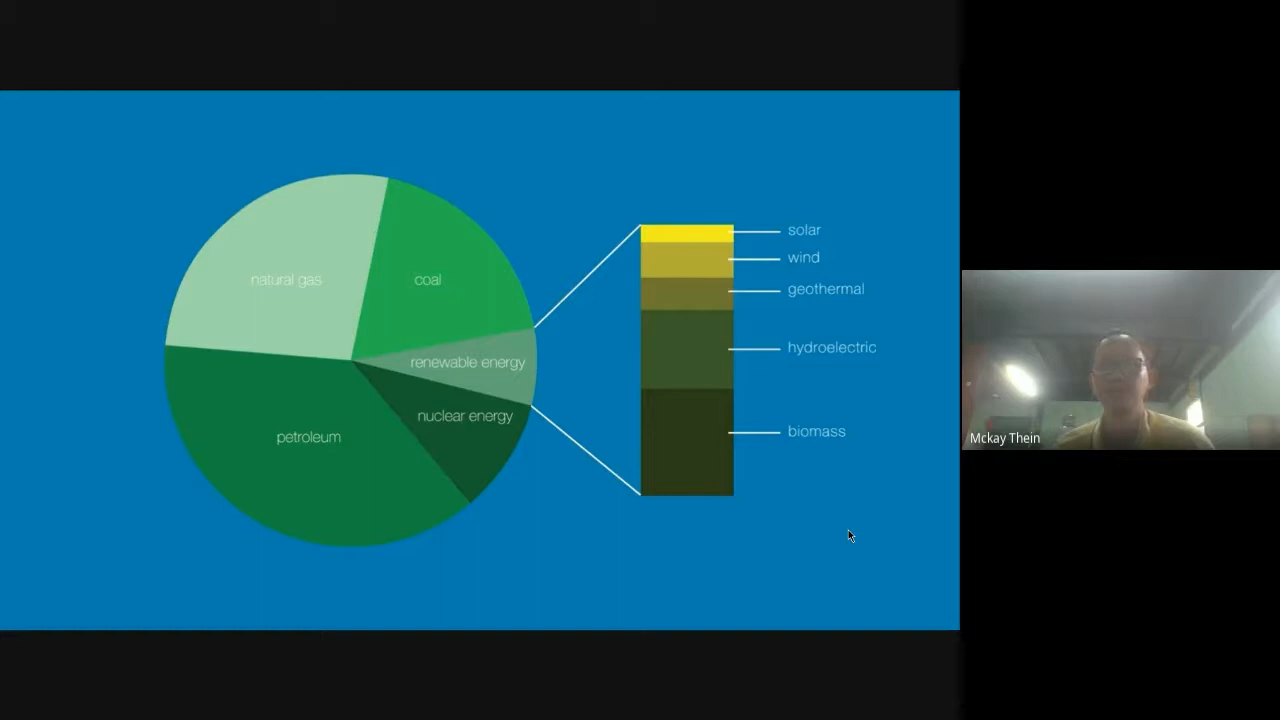 natural gas
coal
renewable energy
nuclear energy
petroleum
solar
wind
geothermal
hydroelectric
biomass
Mckay Thein